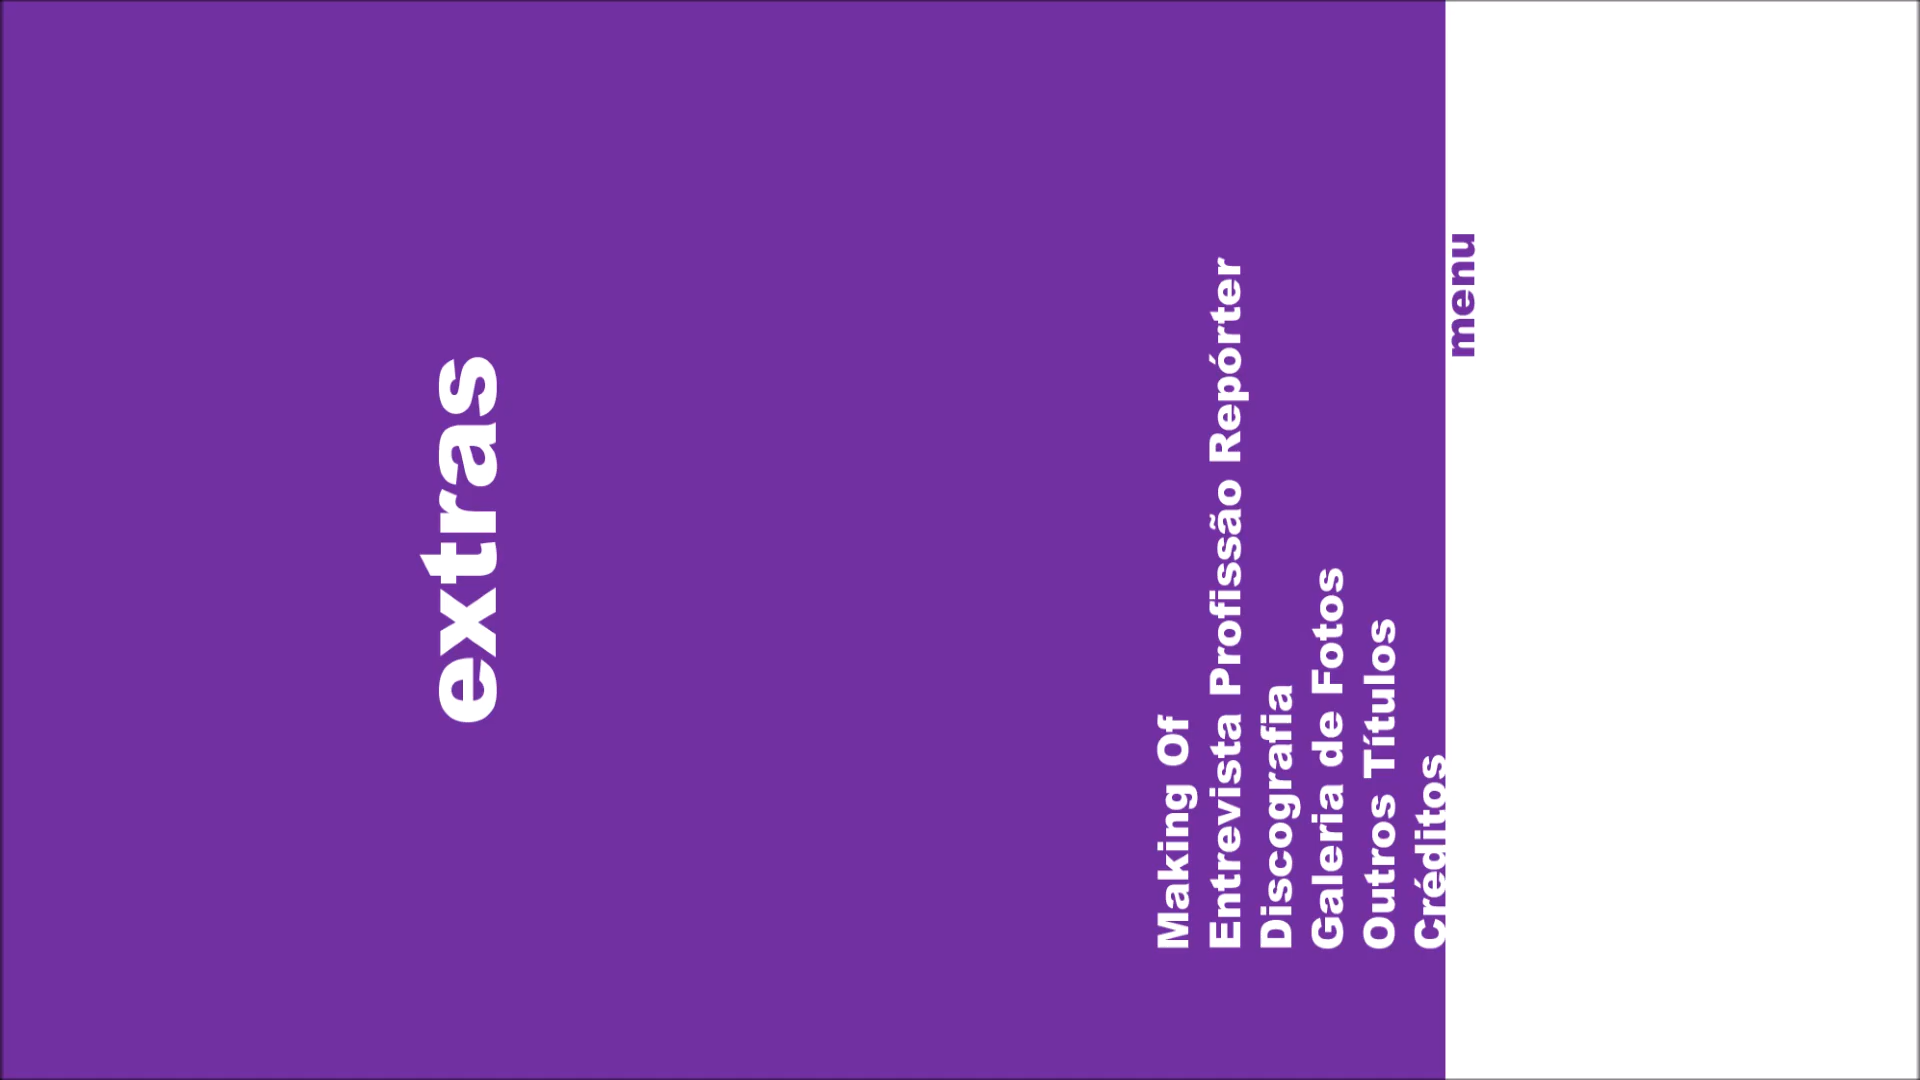 extras
Making Of
Entrevista Profissão Repórter
Discografia
Galeria de Fotos
Outros Títulos
Créditos
menu